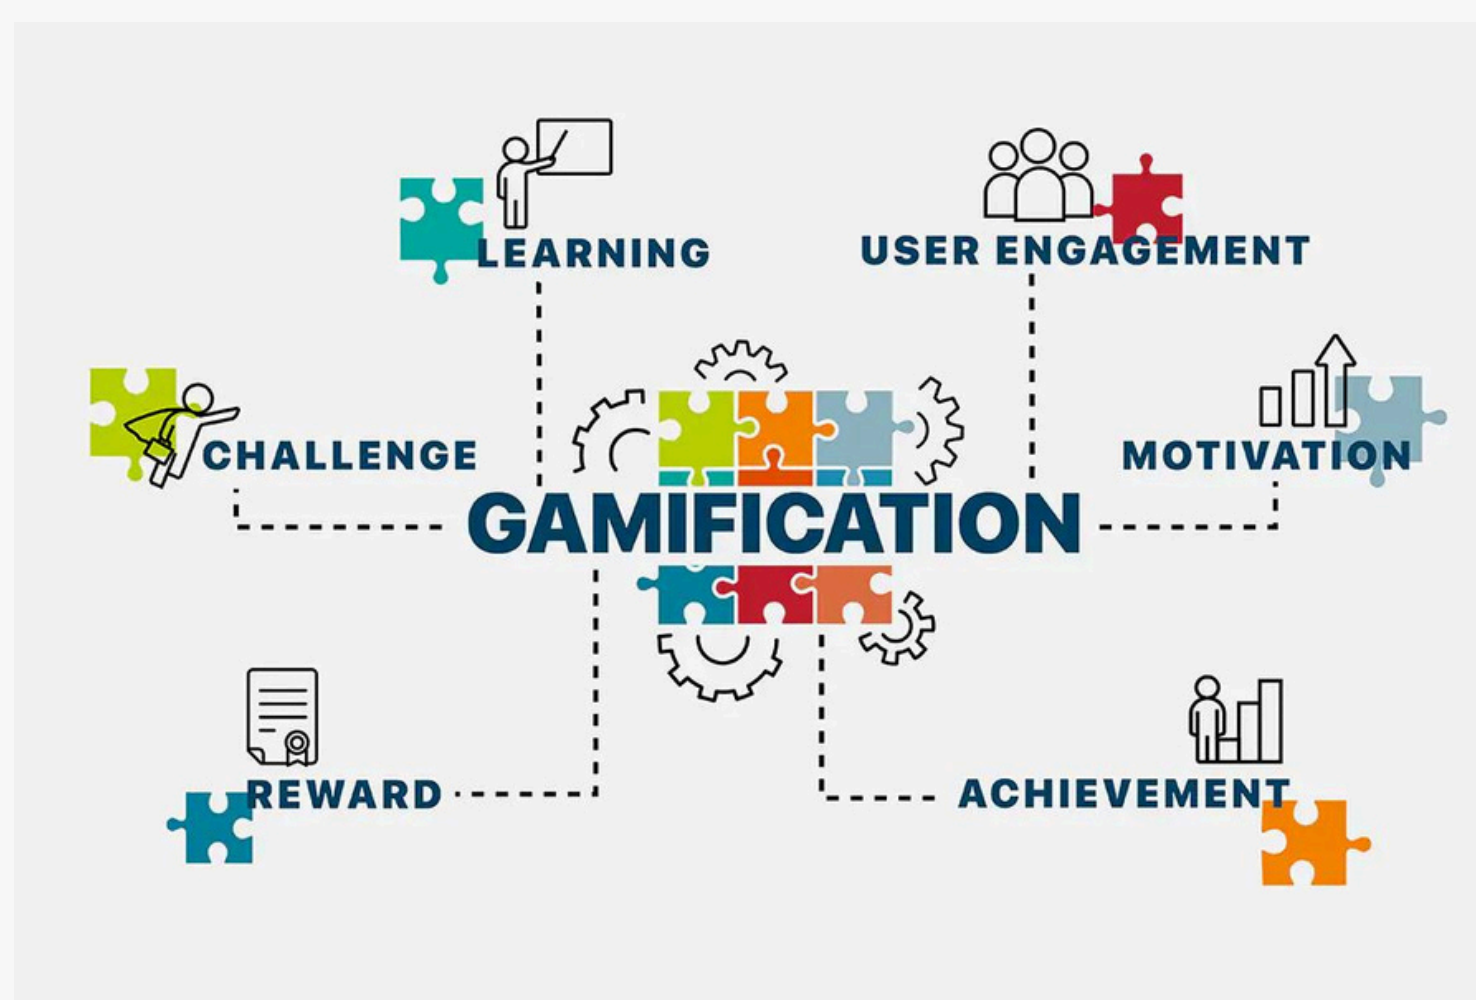 LEARNING
USER ENGAGEMENT
CHALLENGE
MOTIVATION
GAMIFICATION
REWARD
ACHIEVEMENT